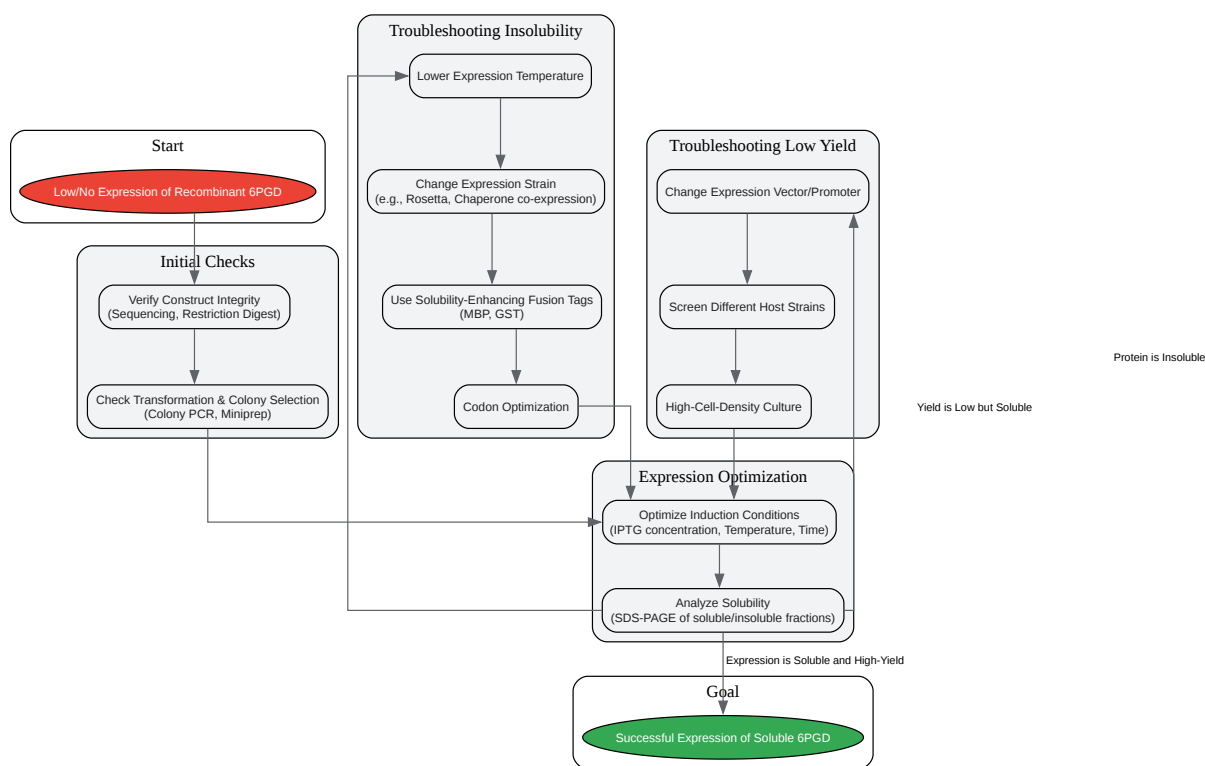 Start
Low/No Expression of Recombinant 6PGD
Initial Checks
Verify Construct Integrity
(Sequencing, Restriction Digest)
Check Transformation & Colony Selection
(Colony PCR, Miniprep)
Troubleshooting Insolubility
Lower Expression Temperature
Change Expression Strain
(e.g., Rosetta, Chaperone co-expression)
Use Solubility-Enhancing Fusion Tags
(MBP, GST)
Codon Optimization
Troubleshooting Low Yield
Change Expression Vector/Promoter
Screen Different Host Strains
High-Cell-Density Culture
Protein is Insoluble
Yield is Low but Soluble
Expression Optimization
Optimize Induction Conditions
(IPTG concentration, Temperature, Time)
Analyze Solubility
(SDS-PAGE of soluble/insoluble fractions)
Expression is Soluble and High-Yield
Goal
Successful Expression of Soluble 6PGD